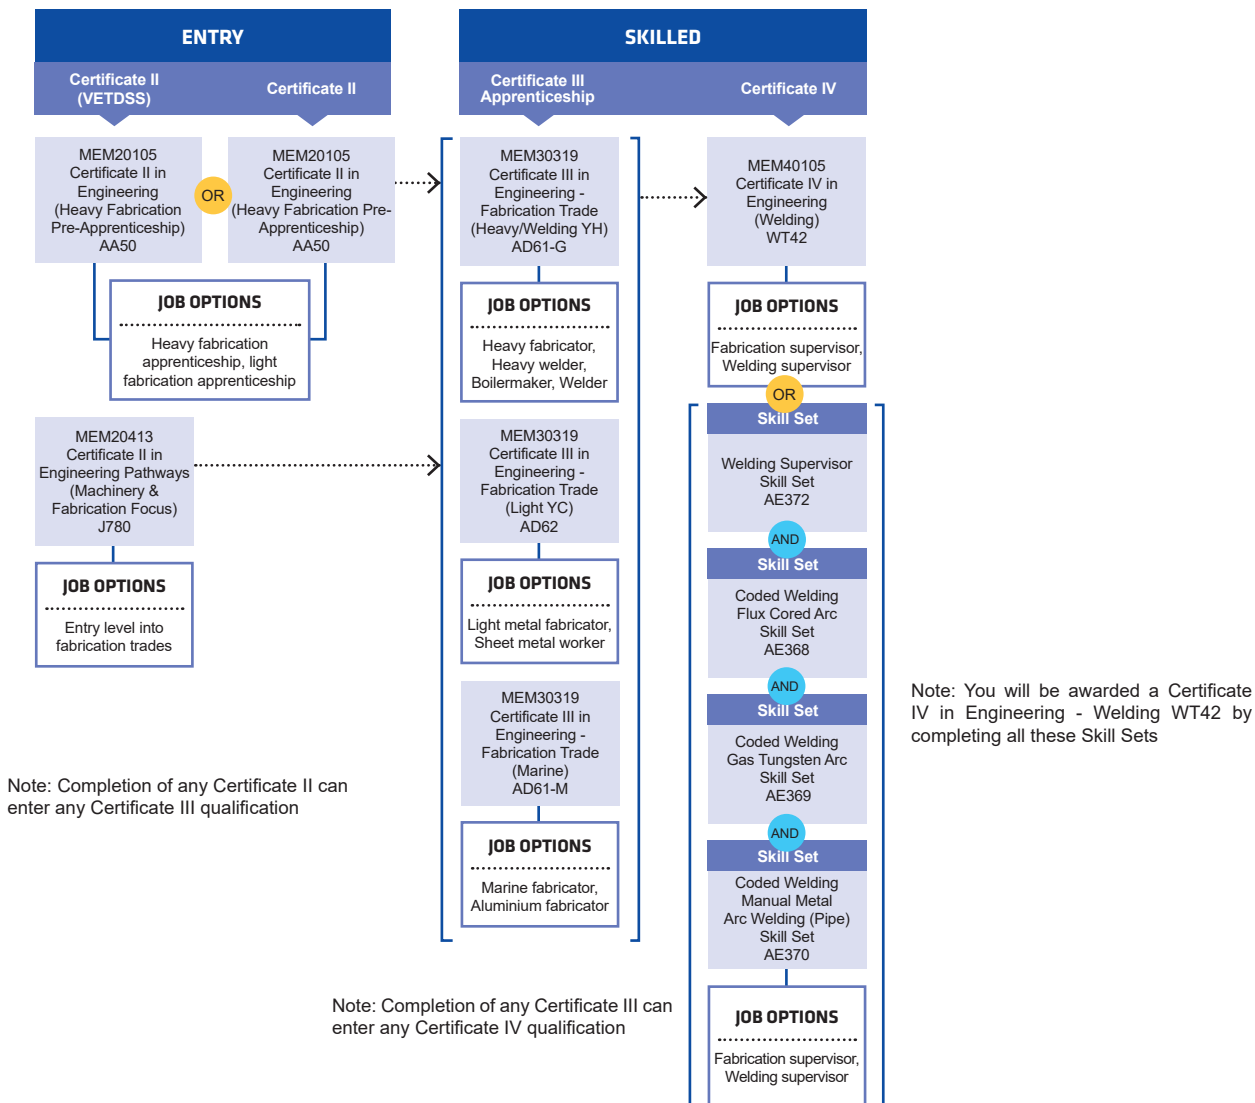 ENTRY
SKILLED
Certificate II
(VETDSS)
Certificate II
Certificate III
Apprenticeship
Certificate IV
MEM20105
Certificate II in
Engineering
(Heavy Fabrication
Pre-Apprenticeship)
AA50
OR
MEM20105
Certificate II in
Engineering
(Heavy Fabrication Pre-
Apprenticeship)
AA50
JOB OPTIONS
Heavy fabrication
apprenticeship, light
fabrication apprenticeship
MEM20413
Certificate II in
Engineering Pathways
(Machinery &
Fabrication Focus)
J780
JOB OPTIONS
Entry level into
fabrication trades
Note: Completion of any Certificate II can
enter any Certificate III qualification
MEM30319
Certificate III in
Engineering -
Fabrication Trade
(Heavy/Welding YH)
AD61-G
JOB OPTIONS
Heavy fabricator,
Heavy welder,
Boilermaker, Welder
MEM30319
Certificate III in
Engineering -
Fabrication Trade
(Light YC)
AD62
JOB OPTIONS
Light metal fabricator,
Sheet metal worker
MEM30319
Certificate III in
Engineering -
Fabrication Trade
(Marine)
AD61-M
JOB OPTIONS
Marine fabricator,
Aluminium fabricator
Note: Completion of any Certificate III can
enter any Certificate IV qualification
MEM40105
Certificate IV in
Engineering
(Welding)
WT42
JOB OPTIONS
Fabrication supervisor,
Welding supervisor
OR
Skill Set
Welding Supervisor
Skill Set
AE372
AND
Skill Set
Coded Welding
Flux Cored Arc
Skill Set
AE368
AND
Skill Set
Coded Welding
Gas Tungsten Arc
Skill Set
AE369
AND
Skill Set
Coded Welding
Manual Metal
Arc Welding (Pipe)
Skill Set
AE370
JOB OPTIONS
Fabrication supervisor,
Welding supervisor
Note: You will be awarded a Certificate
IV in Engineering - Welding WT42 by
completing all these Skill Sets